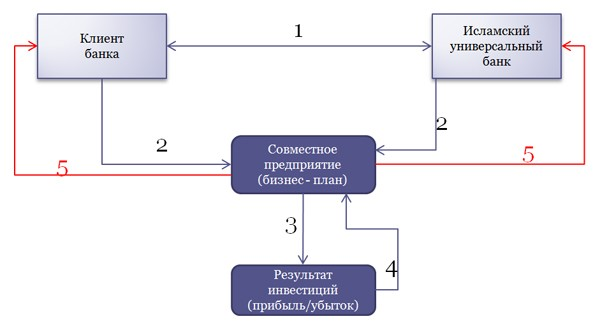 1
Клиент
банка
Исламский
универсальный
банк
2
2
Совместное
предприятие
(бизнес- план)
5
5
3
4
Результат
инвестиций
(прибыль/убыток)